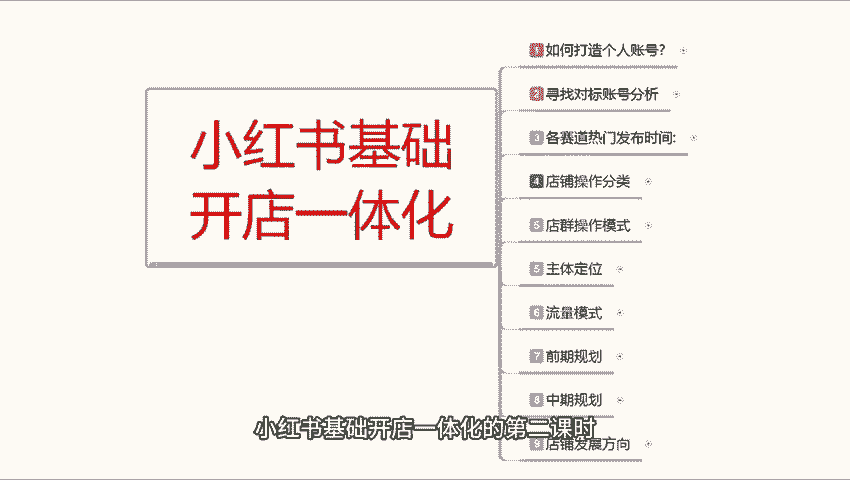 小红书基础
开店一体化
1 如何打造个人账号？
2 寻找对标账号分析
3 各赛道热门发布时间:
4 店铺操作分类
5 店群操作模式
5 主体定位
6 流量模式
7 前期规划
8 中期规划
9 店铺发展方向
小红书基础开店一体化的第二课时